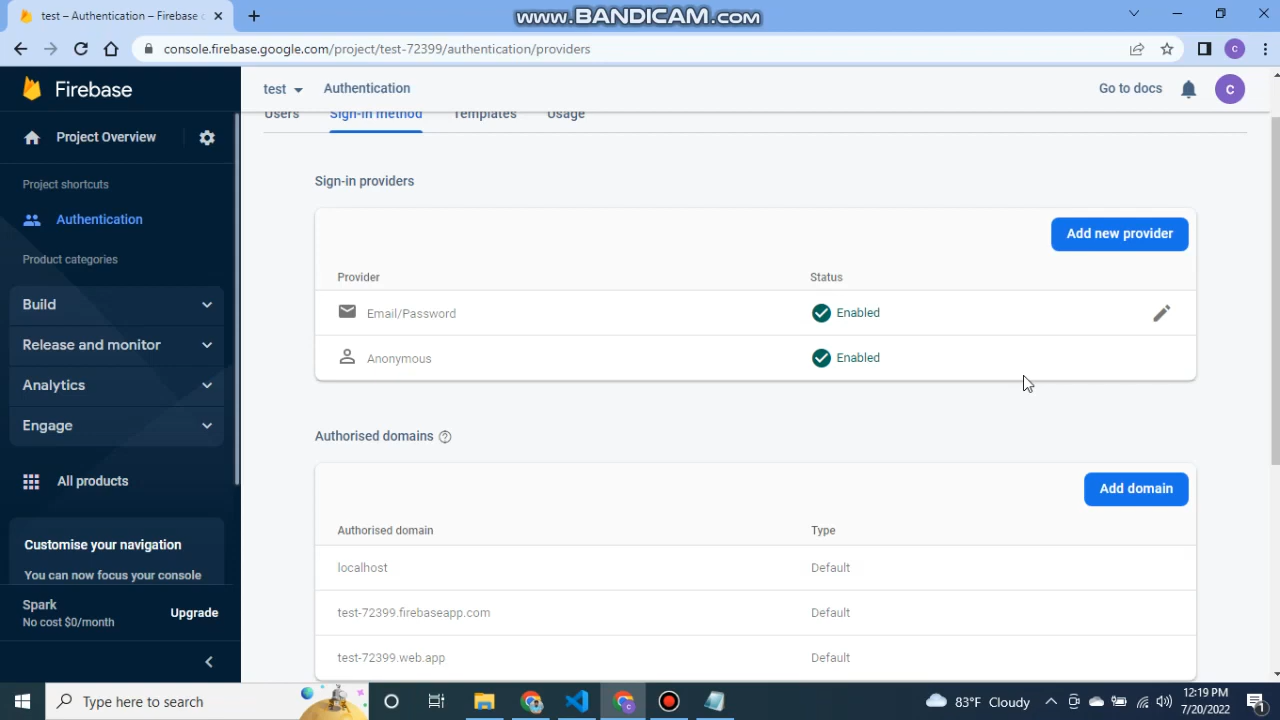 test – Authentication – Firebase c
www.BANDICAM.com
console.firebase.google.com/project/test-72399/authentication/providers
C
Firebase
test
Authentication
Go to docs
C
Users
Sign-in method
Templates
Usage
Project Overview
Project shortcuts
Authentication
Product categories
Build
Release and monitor
Analytics
Engage
All products
Customise your navigation
You can now focus your console
Spark
No cost $0/month
Upgrade
Sign-in providers
Add new provider
Provider
Status
Email/Password
Enabled
Anonymous
Enabled
Authorised domains
Add domain
Authorised domain
Type
localhost
Default
test-72399.firebaseapp.com
Default
test-72399.web.app
Default
Type here to search
83°F Cloudy
12:19 PM
7/20/2022
1